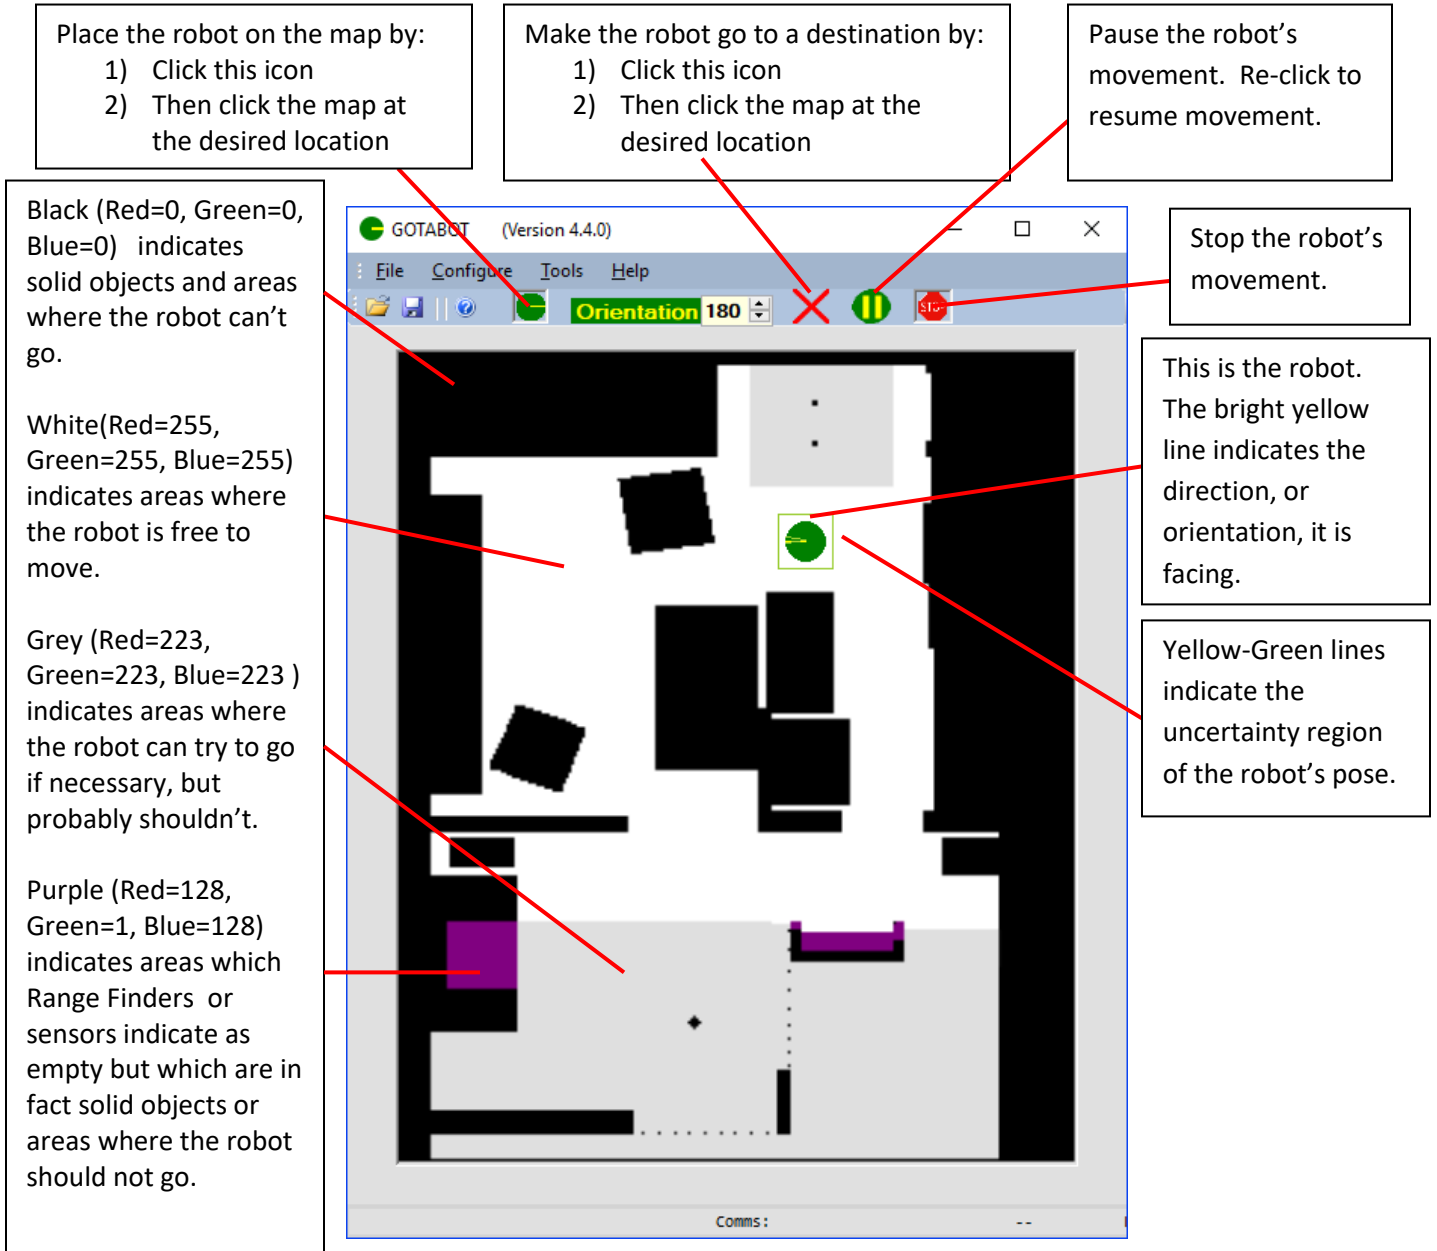 Place the robot on the map by:
1) Click this icon
2) Then click the map at
the desired location
Make the robot go to a destination by:
1) Click this icon
2) Then click the map at the
desired location
Pause the robot's
movement. Re-click to
resume movement.
Black (Red=0, Green=0,
Blue=0) indicates
solid objects and areas
where the robot can't
go.
White(Red=255,
Green=255, Blue=255)
indicates areas where
the robot is free to
move.
Grey (Red=223,
Green=223, Blue=223 )
indicates areas where
the robot can try to go
if necessary, but
probably shouldn't.
Purple (Red=128,
Green=1, Blue=128)
indicates areas which
Range Finders or
sensors indicate as
empty but which are in
fact solid objects or
areas where the robot
should not go.
GOTABOT (Version 4.4.0)
File Configure Tools Help
Orientation 180
STOP
Comms: --
Stop the robot's
movement.
This is the robot.
The bright yellow
line indicates the
direction, or
orientation, it is
facing.
Yellow-Green lines
indicate the
uncertainty region
of the robot's pose.